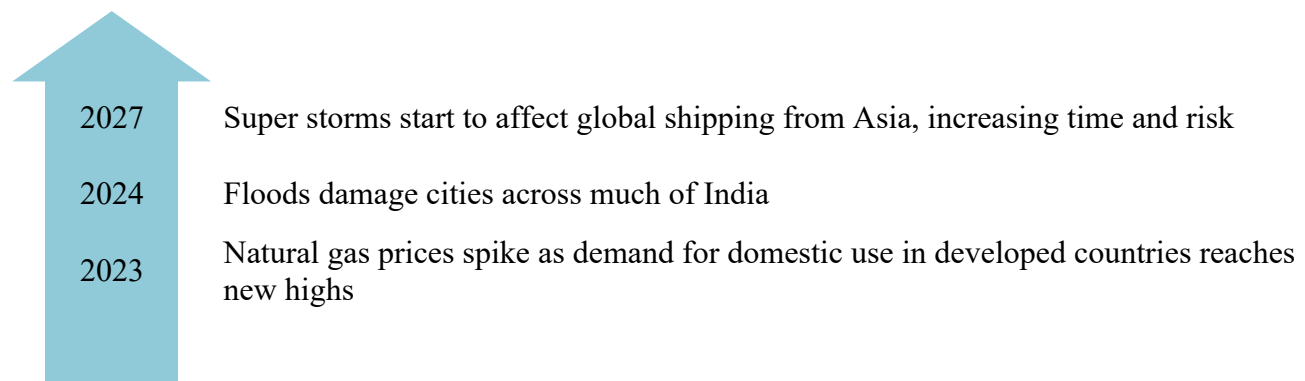 2027 Super storms start to affect global shipping from Asia, increasing time and risk
2024 Floods damage cities across much of India
2023 Natural gas prices spike as demand for domestic use in developed countries reaches
new highs